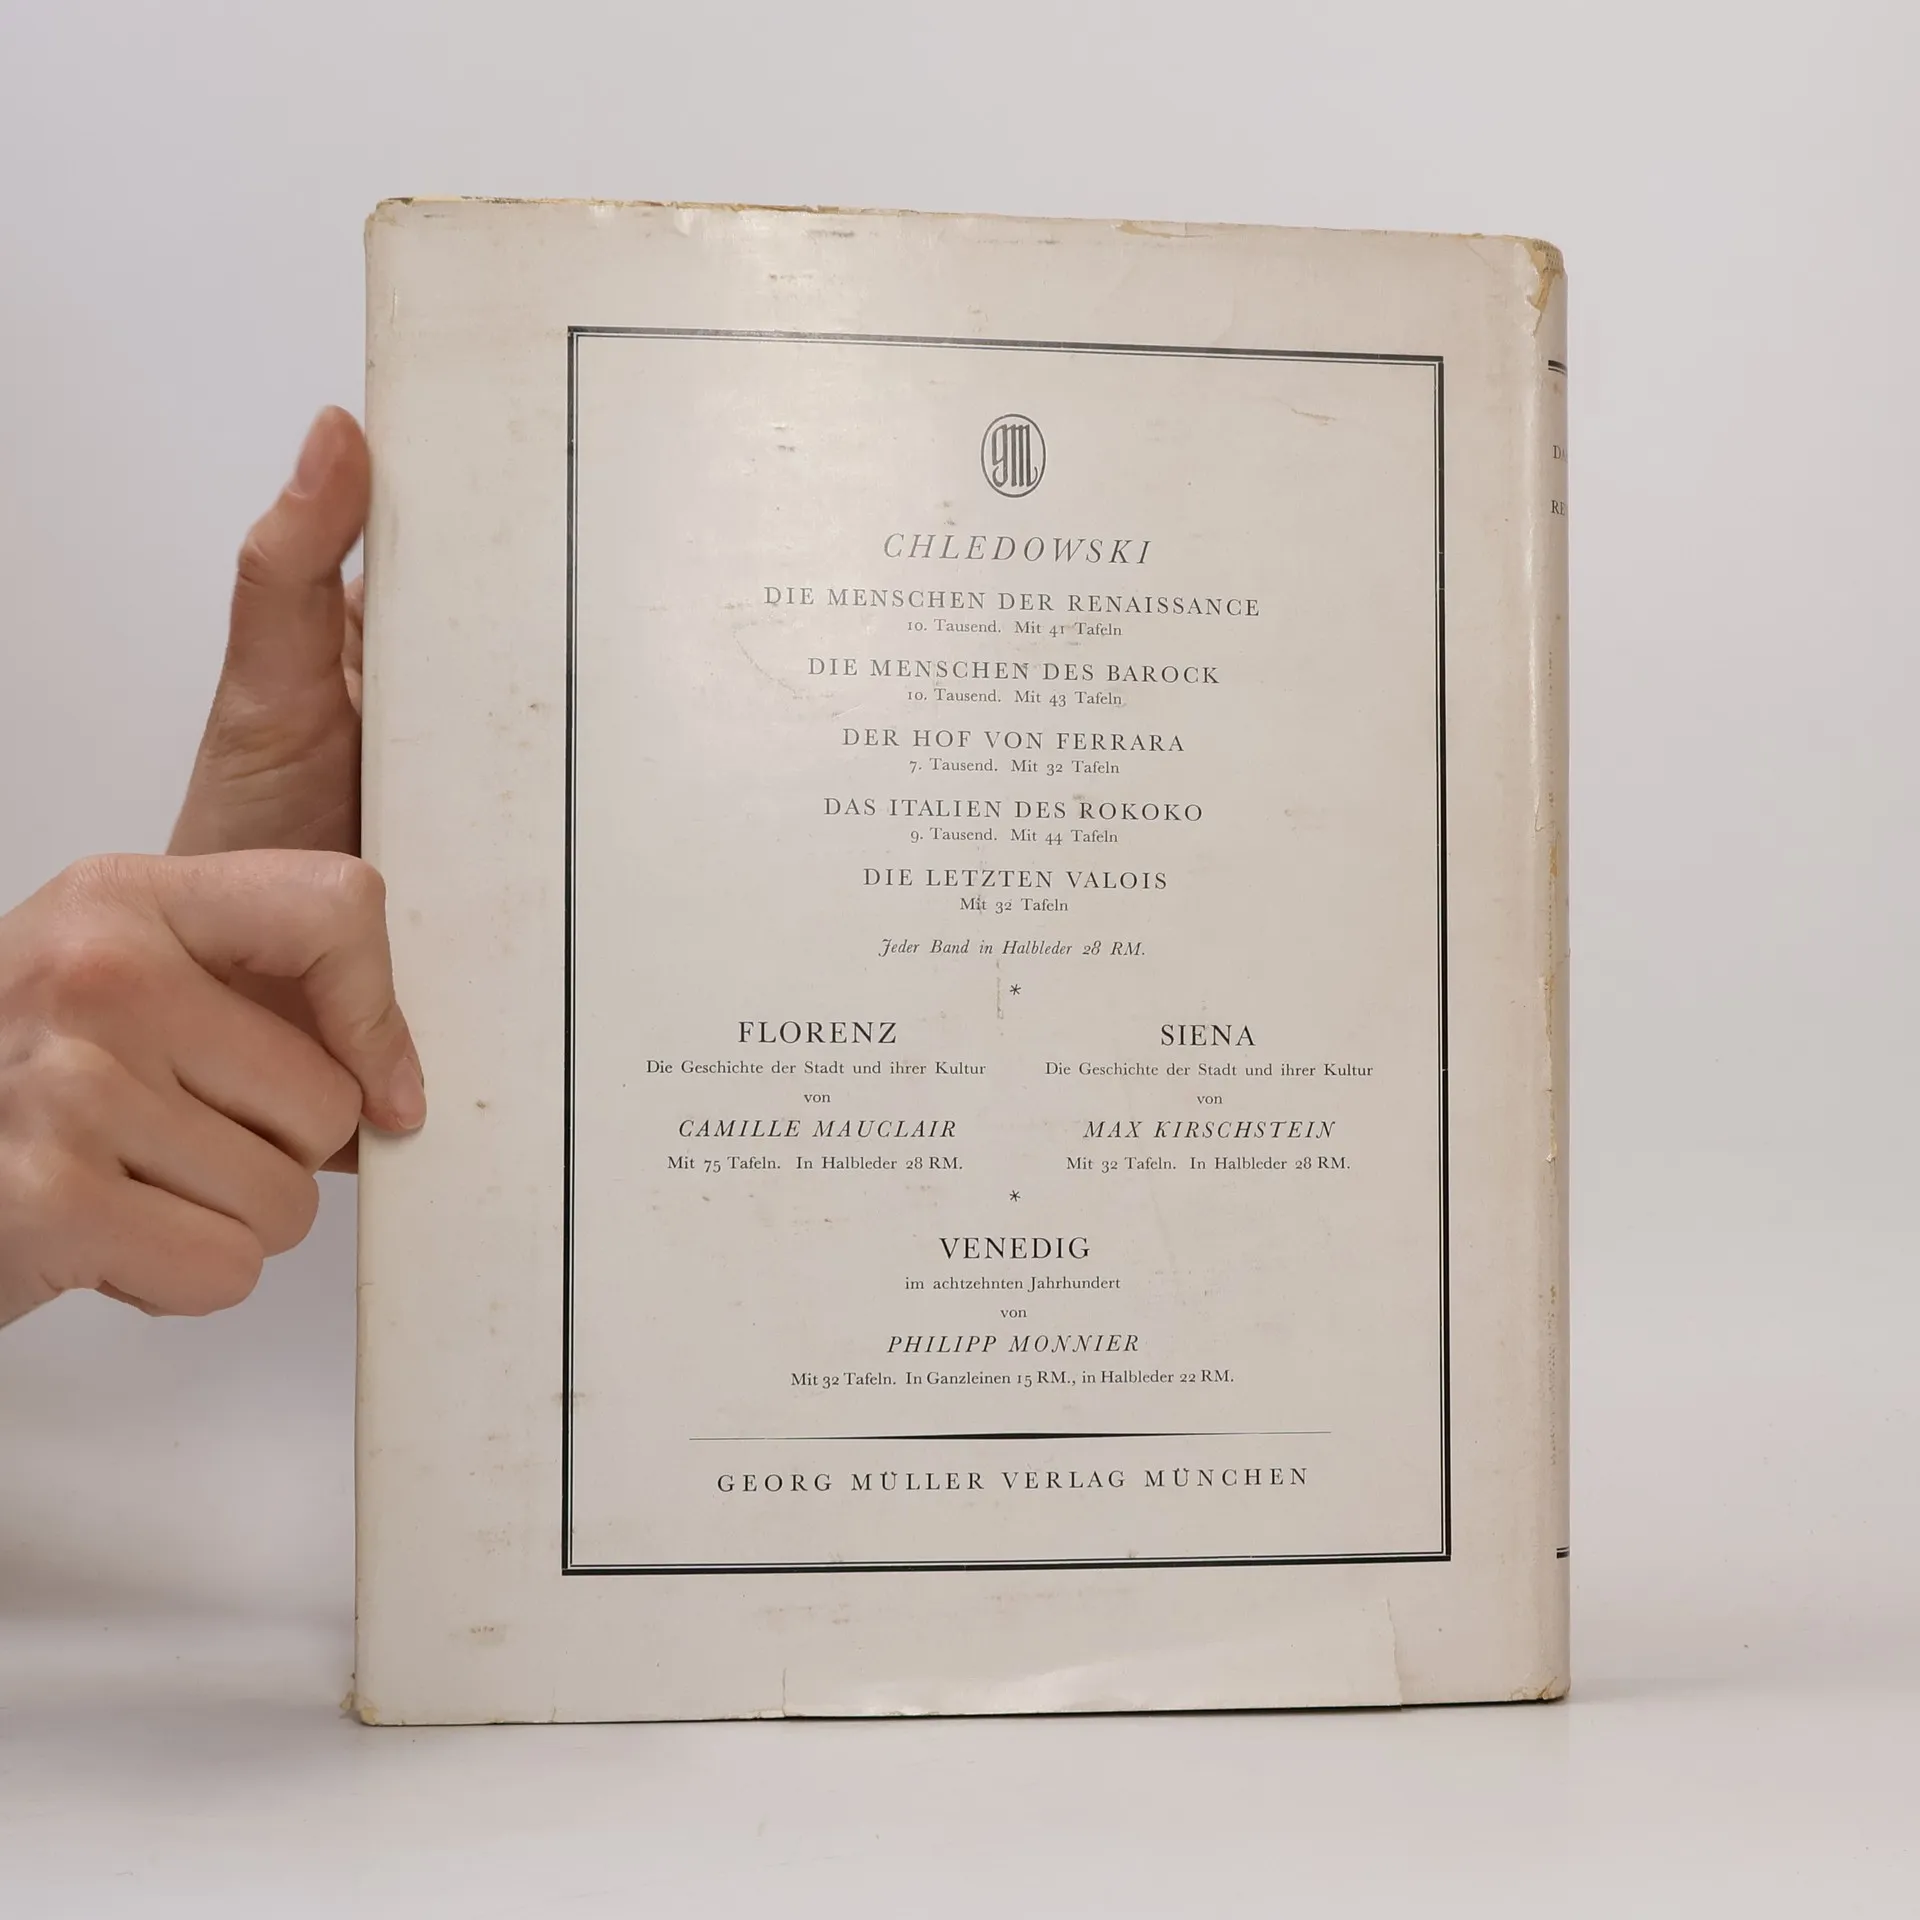 gm
CHLEDOWSKI
DIE MENSCHEN DER RENAISSANCE
10. Tausend. Mit 41 Tafeln
DIE MENSCHEN DES BAROCK
10. Tausend. Mit 43 Tafeln
DER HOF VON FERRARA
7. Tausend. Mit 32 Tafeln
DAS ITALIEN DES ROKOKO
9. Tausend. Mit 44 Tafeln
DIE LETZTEN VALOIS
Mit 32 Tafeln
Jeder Band in Halbleder 28 RM.
*
FLORENZ
Die Geschichte der Stadt und ihrer Kultur
von
CAMILLE MAUCLAIR
Mit 75 Tafeln. In Halbleder 28 RM.
SIENA
Die Geschichte der Stadt und ihrer Kultur
von
MAX KIRSCHSTEIN
Mit 32 Tafeln. In Halbleder 28 RM.
*
VENEDIG
im achtzehnten Jahrhundert
von
PHILIPP MONNIER
Mit 32 Tafeln. In Ganzleinen 15 RM., in Halbleder 22 RM.
GEORG MÜLLER VERLAG MÜNCHEN